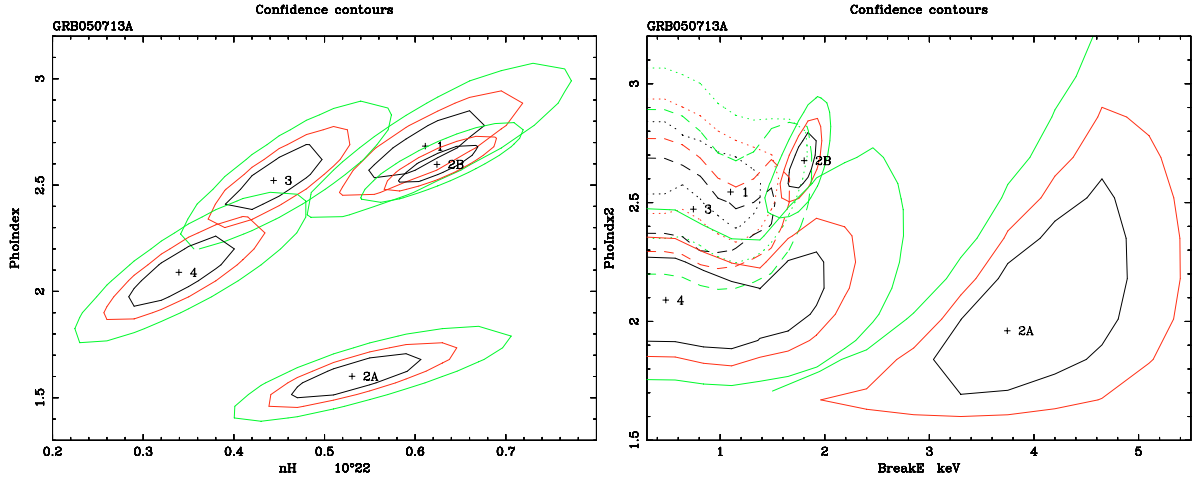 Confidence contours
GRB050713A
PhoIndex
3
2.5
2
1.5
1
2B
3
4
2A
0.2 0.3 0.4 0.5 0.6 0.7
nH 10^22
Confidence contours
GRB050713A
PhoIndx2
3
2.5
2
1.5
2B
1
3
4
2A
1 2 3 4 5
BreakE keV